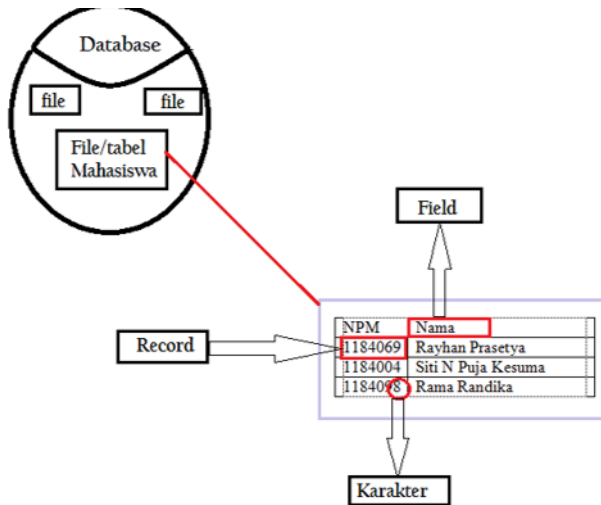 Database
file
file
File/tabel
Mahasiswa
Field
NPM Nama
Record
1184069 Rayhan Prasetya
1184004 Siti N Puja Kesuma
1184098 Rama Randika
Karakter